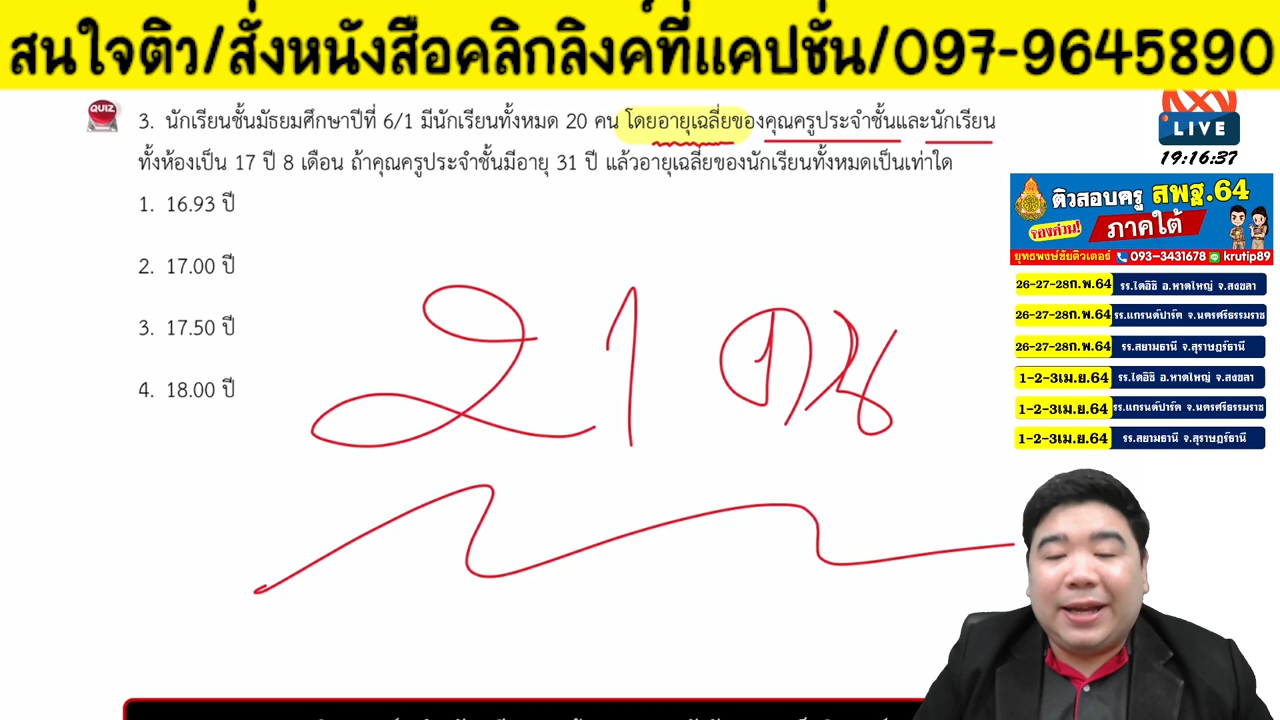 สนใจติว/สั่งหนังสือคลิกลิงค์ที่แคปชั่น/097-9645890
QUIZ
3. นักเรียนชั้นมัธยมศึกษาปีที่ 6/1 มีนักเรียนทั้งหมด 20 คน โดยอายุเฉลี่ยของคุณครูประจำชั้นและนักเรียน
ทั้งห้องเป็น 17 ปี 8 เดือน ถ้าคุณครูประจำชั้นมีอายุ 31 ปี แล้วอายุเฉลี่ยของนักเรียนทั้งหมดเป็นเท่าใด
1. 16.93 ปี
2. 17.00 ปี
3. 17.50 ปี
4. 18.00 ปี
21 คน
LIVE
19:16:37
ติวสอบครู สพฐ.64
จองด่วน! ภาคใต้
ยุทธพงษ์ชัยติวเตอร์ 093-3431678 krutip89
26-27-28ก.พ.64 รร.ไดอิชิ อ.หาดใหญ่ จ.สงขลา
26-27-28ก.พ.64 รร.แกรนด์ปาร์ค จ.นครศรีธรรมราช
26-27-28ก.พ.64 รร.สยามธานี จ.สุราษฎร์ธานี
1-2-3เม.ย.64 รร.ไดอิชิ อ.หาดใหญ่ จ.สงขลา
1-2-3เม.ย.64 รร.แกรนด์ปาร์ค จ.นครศรีธรรมราช
1-2-3เม.ย.64 รร.สยามธานี จ.สุราษฎร์ธานี